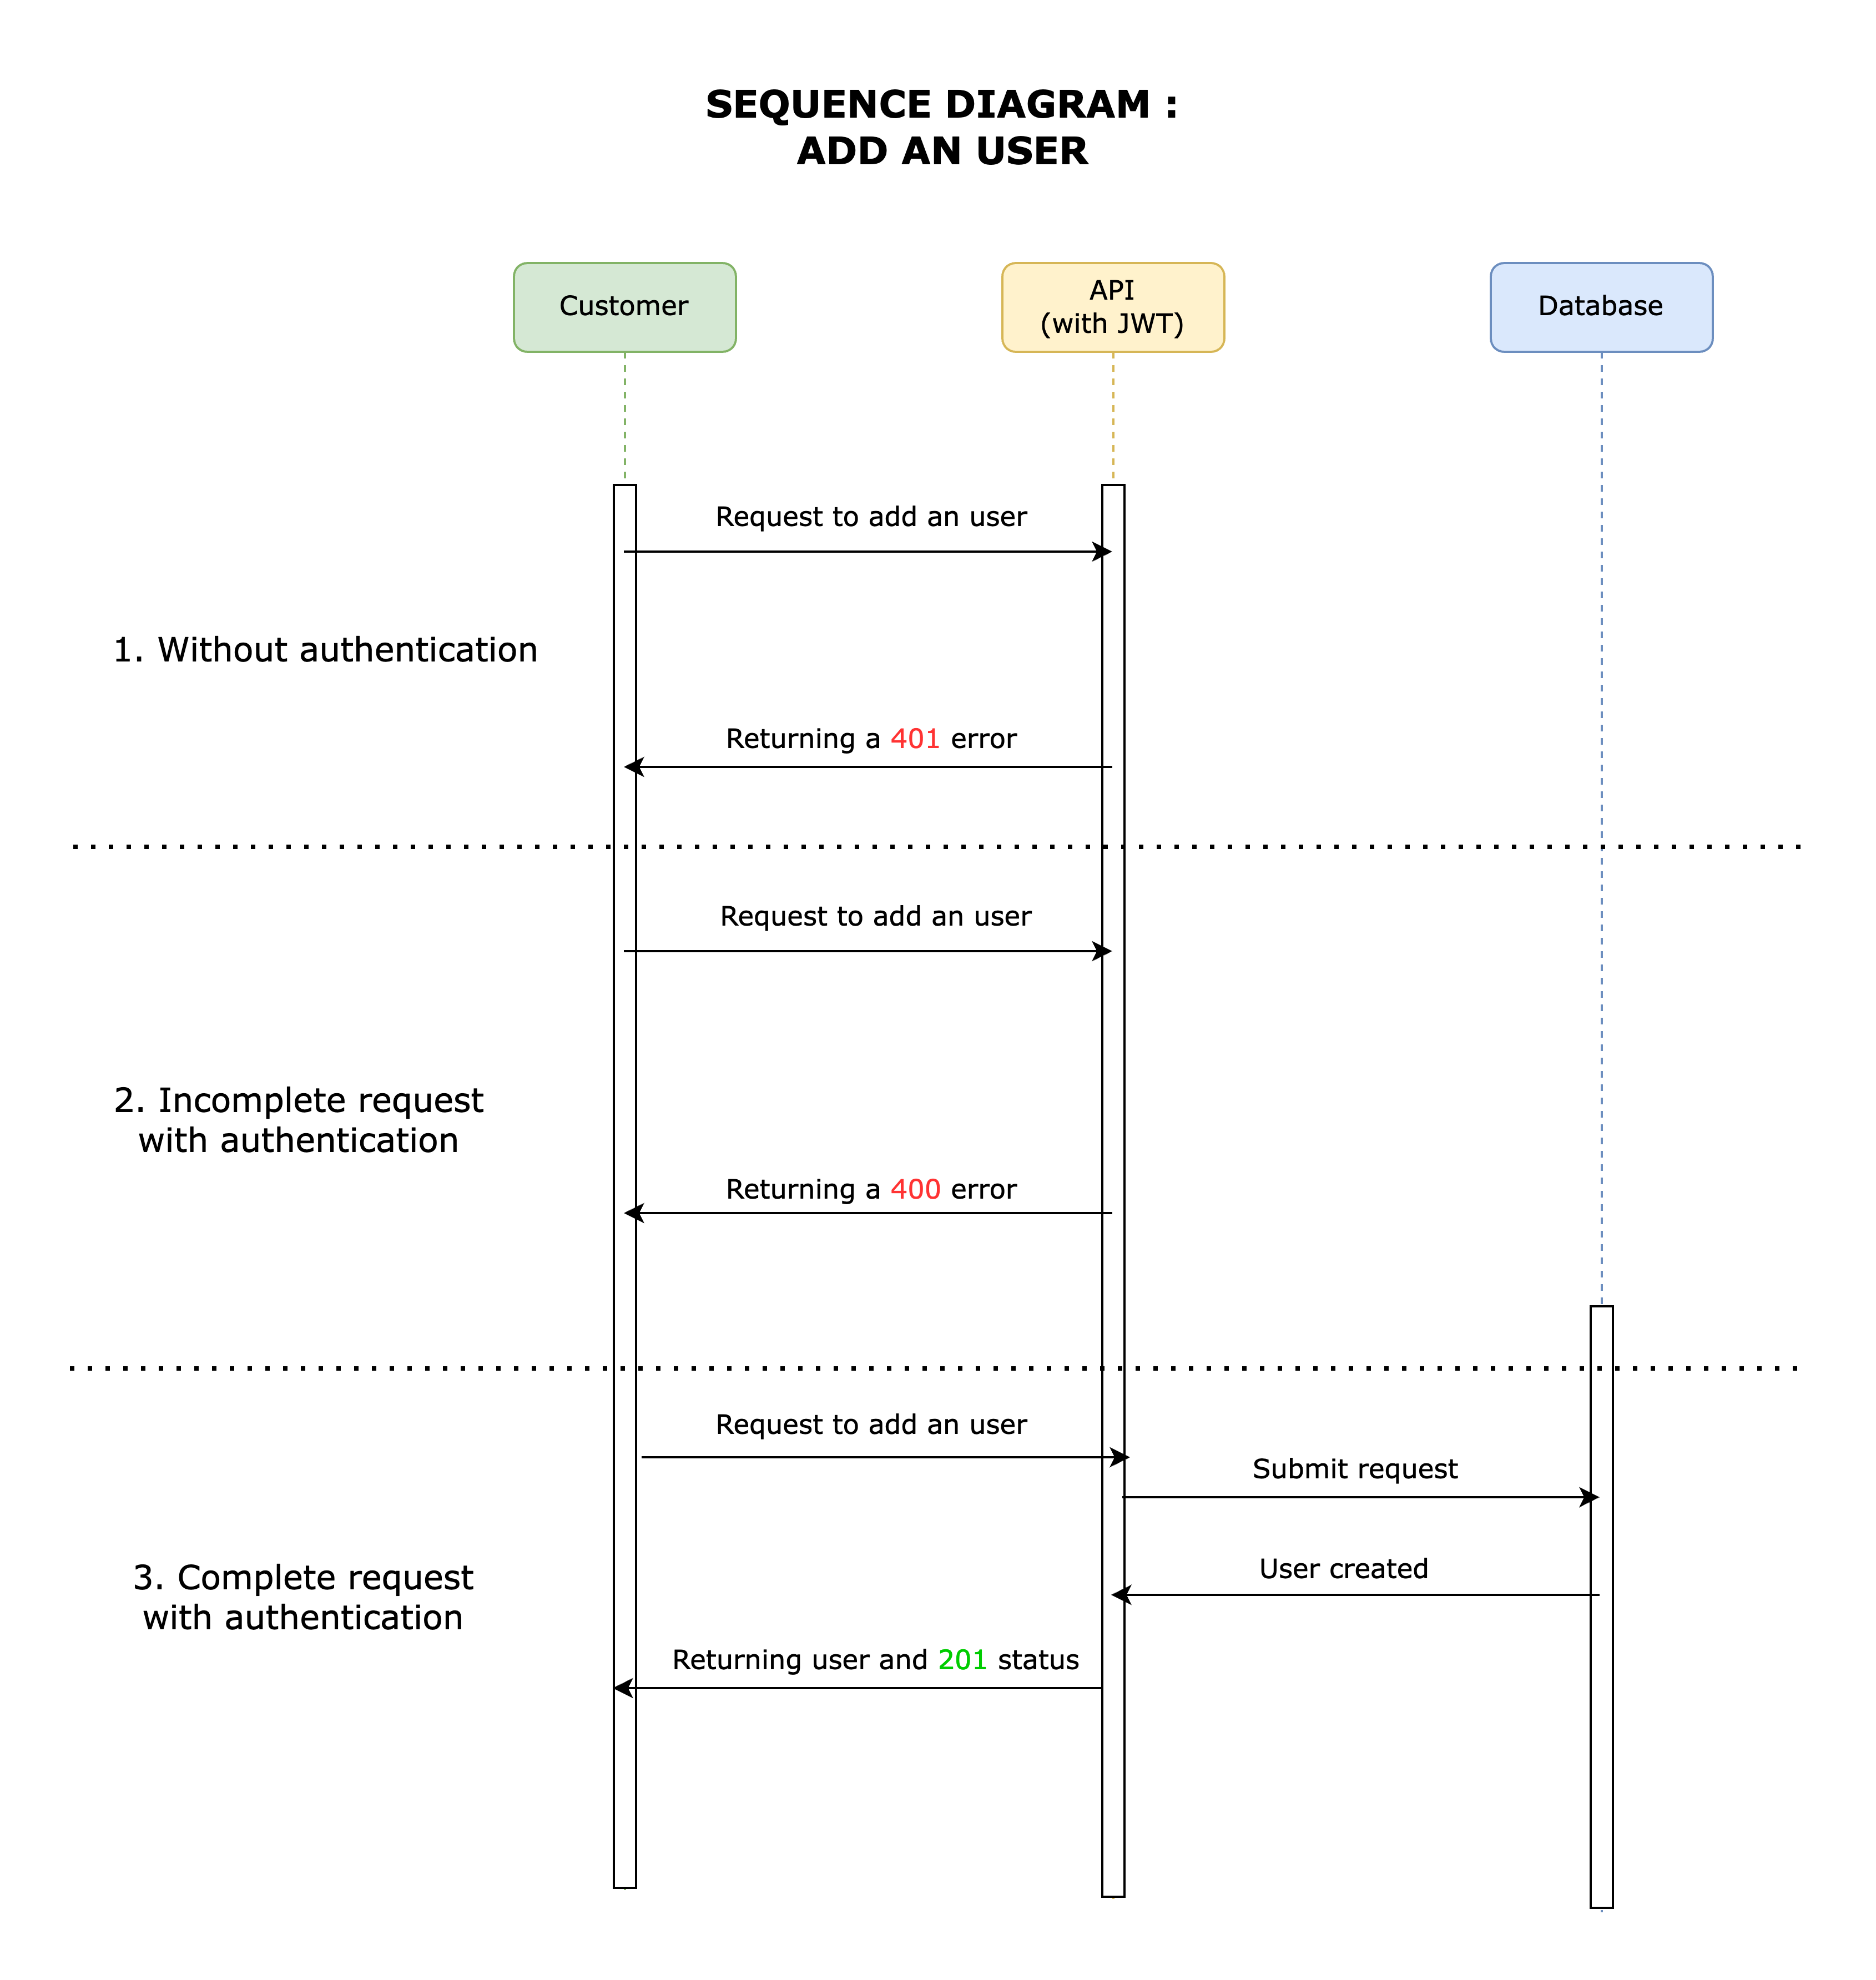 SEQUENCE DIAGRAM :
ADD AN USER
Customer
API
(with JWT)
Database
Request to add an user
1. Without authentication
Returning a 401 error
Request to add an user
2. Incomplete request
with authentication
Returning a 400 error
Request to add an user
Submit request
User created
3. Complete request
with authentication
Returning user and 201 status